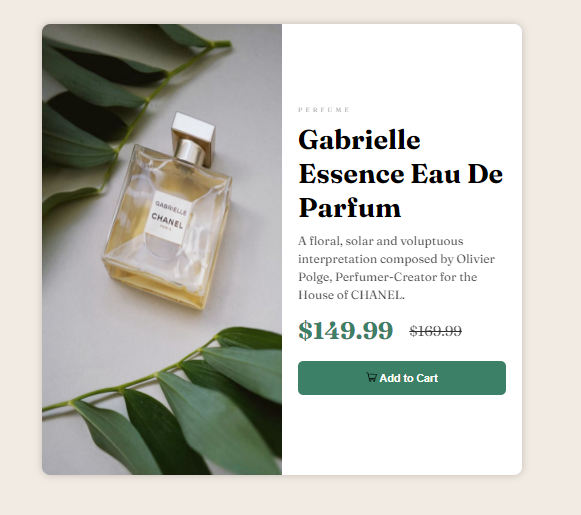 GABRIELLE
CHANEL
PARIS
PERFUME
Gabrielle
Essence Eau De
Parfum
A floral, solar and voluptuous
interpretation composed by Olivier
Polge, Perfumer-Creator for the
House of CHANEL.
$149.99 $169.99
Add to Cart